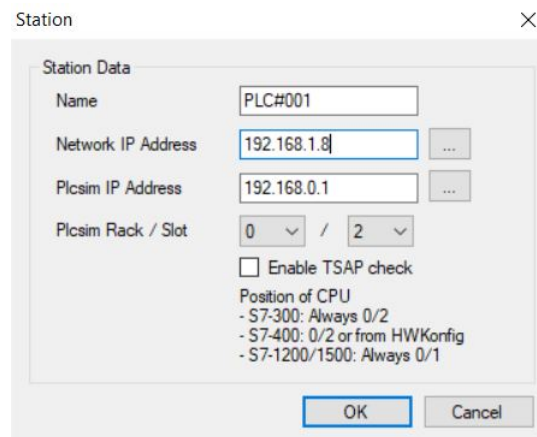 Station
Station Data
Name PLC#001
Network IP Address 192.168.1.8 ...
Plcsim IP Address 192.168.0.1 ...
Plcsim Rack / Slot 0 / 2
Enable TSAP check
Position of CPU
- S7-300: Always 0/2
- S7-400: 0/2 or from HWKonfig
- S7-1200/1500: Always 0/1
OK Cancel